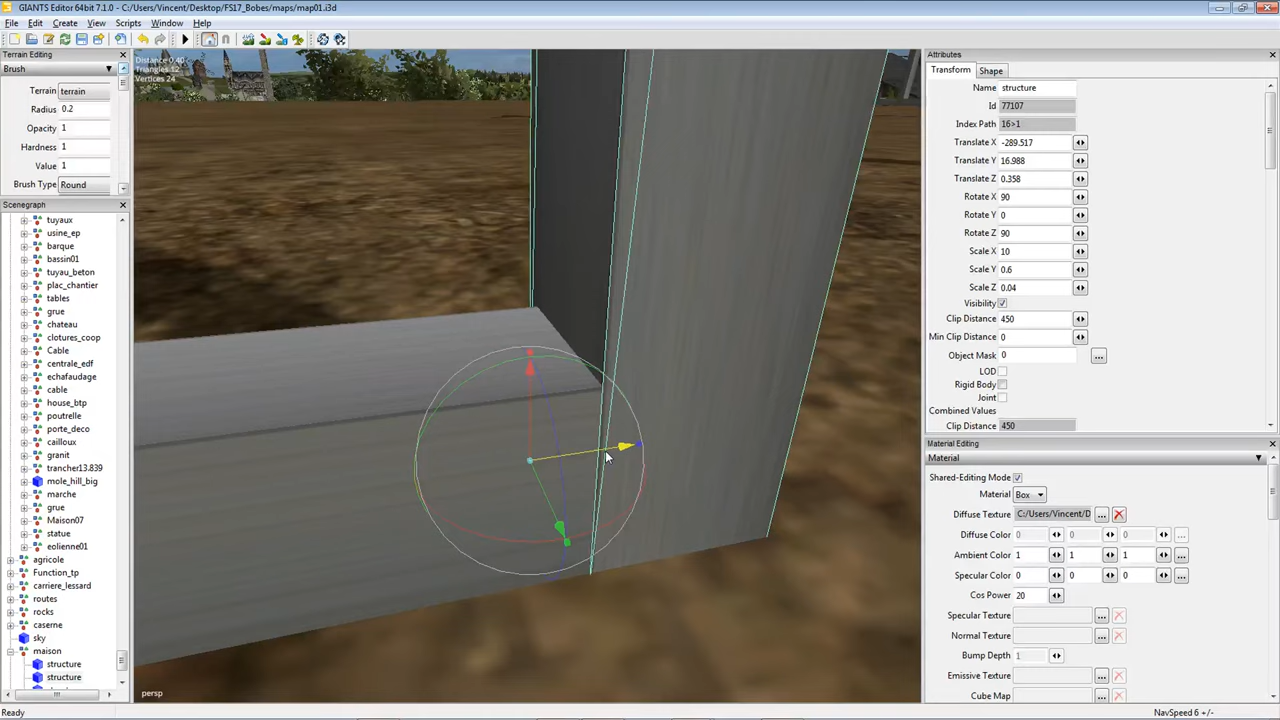 GIANTS Editor 64bit 7.1.0 - C:/Users/Vincent/Desktop/FS17_Bobes/maps/map01.i3d
File Edit Create View Scripts Window Help
Terrain Editing
Brush
Terrain terrain
Radius 0.2
Opacity 1
Hardness 1
Value 1
Brush Type Round
Scenegraph
tuyaux
usine_ep
barque
bassin01
tuyau_beton
plac_chantier
tables
grue
chateau
clotures_coop
Cable
centrale_edf
echafaudage
cable
house_btp
poutrelle
porte_deco
cailloux
granit
trancher13.839
mole_hill_big
marche
grue
Maison07
statue
eolienne01
agricole
Function_tp
carriere_lessard
routes
rocks
caserne
sky
maison
structure
structure
Distance 0.40
Triangles 12
Vertices 24
persp
Attributes
Transform Shape
Name structure
Id 77107
Index Path 16>1
Translate X -289.517
Translate Y 16.988
Translate Z 0.358
Rotate X 90
Rotate Y 0
Rotate Z 90
Scale X 10
Scale Y 0.6
Scale Z 0.04
Visibility
Clip Distance 450
Min Clip Distance 0
Object Mask 0 ...
LOD
Rigid Body
Joint
Combined Values
Clip Distance 450
Material Editing
Material
Shared-Editing Mode
Material Box
Diffuse Texture C:/Users/Vincent/D ...
Diffuse Color 0 0 0 ...
Ambient Color 1 1 1 ...
Specular Color 0 0 0 ...
Cos Power 20
Specular Texture ...
Normal Texture ...
Bump Depth 1
Emissive Texture ...
Cube Map ...
Ready
NavSpeed 6 +/-